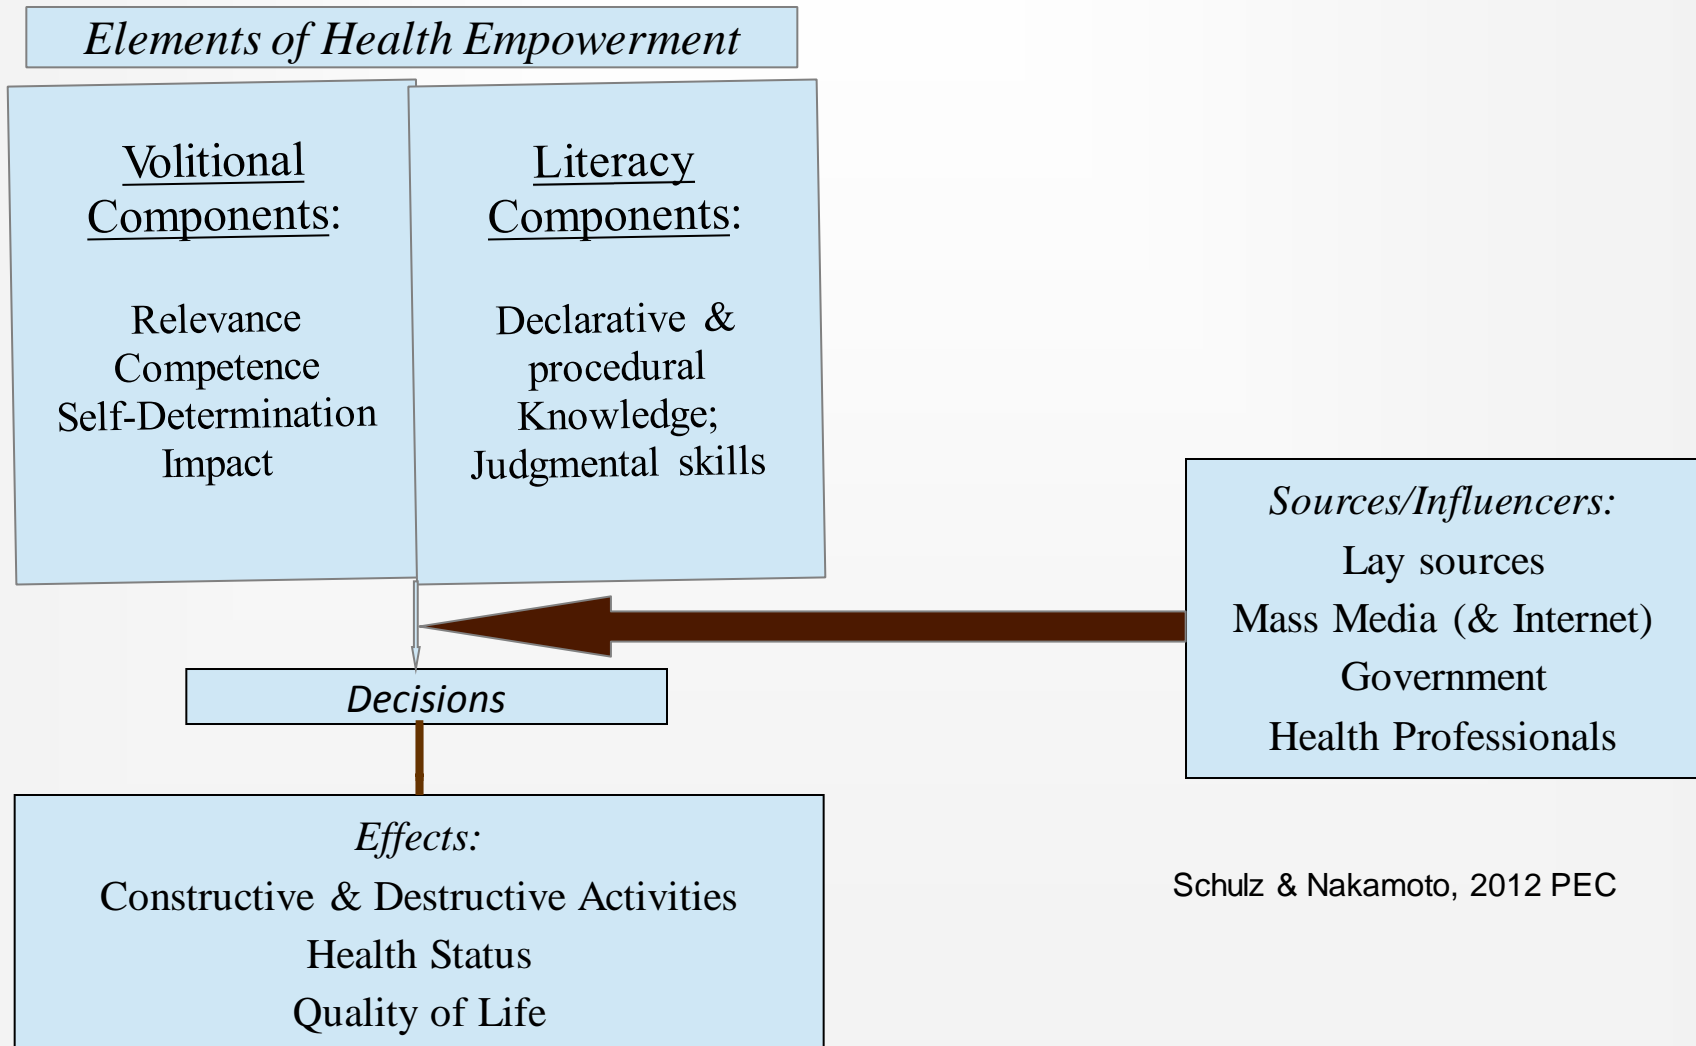 Elements of Health Empowerment
Volitional
Components:
Relevance
Competence
Self-Determination
Impact
Literacy
Components:
Declarative &
procedural
Knowledge;
Judgmental skills
Sources/Influencers:
Lay sources
Mass Media (& Internet)
Government
Health Professionals
Decisions
Effects:
Constructive & Destructive Activities
Health Status
Quality of Life
Schulz & Nakamoto, 2012 PEC